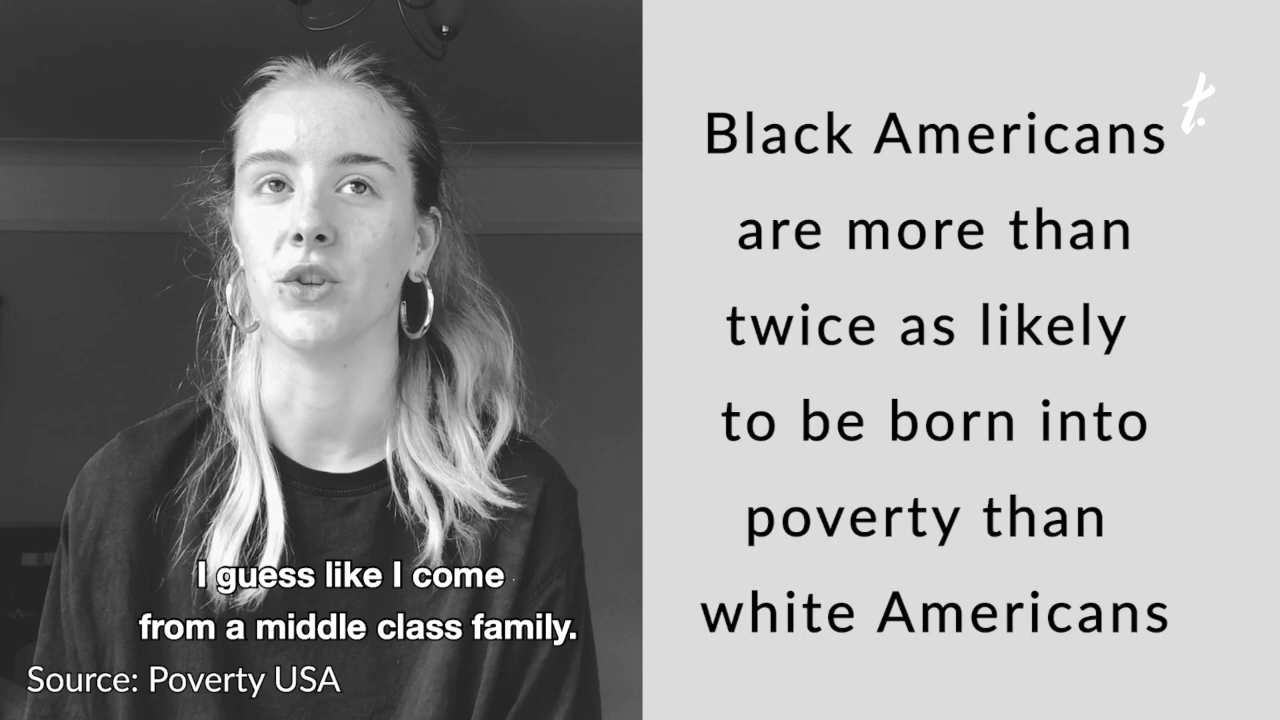 I guess like I come
from a middle class family.
Source: Poverty USA
Black Americans
are more than
twice as likely
to be born into
poverty than
white Americans
t.